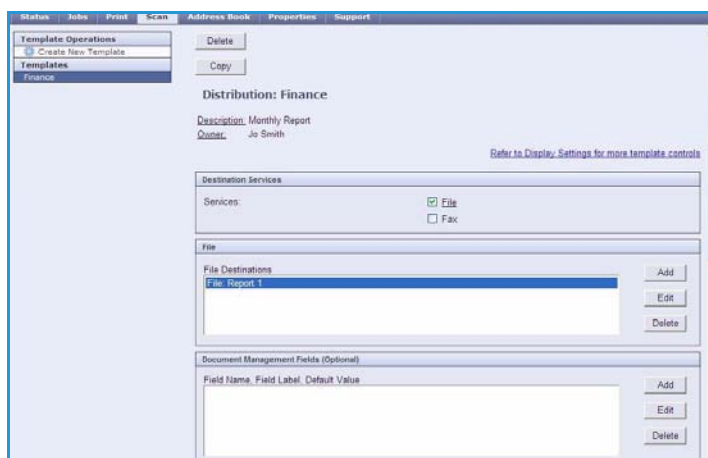 Status Jobs Print Scan Address Book Properties Support
Template Operations
Create New Template
Templates
Finance
Delete
Copy
Distribution: Finance
Description: Monthly Report
Owner: Jo Smith
Refer to Display Settings for more template controls
Destination Services
Services: File
Fax
File
File Destinations
File: Report 1
Add
Edit
Delete
Document Management Fields (Optional)
Field Name, Field Label, Default Value
Add
Edit
Delete